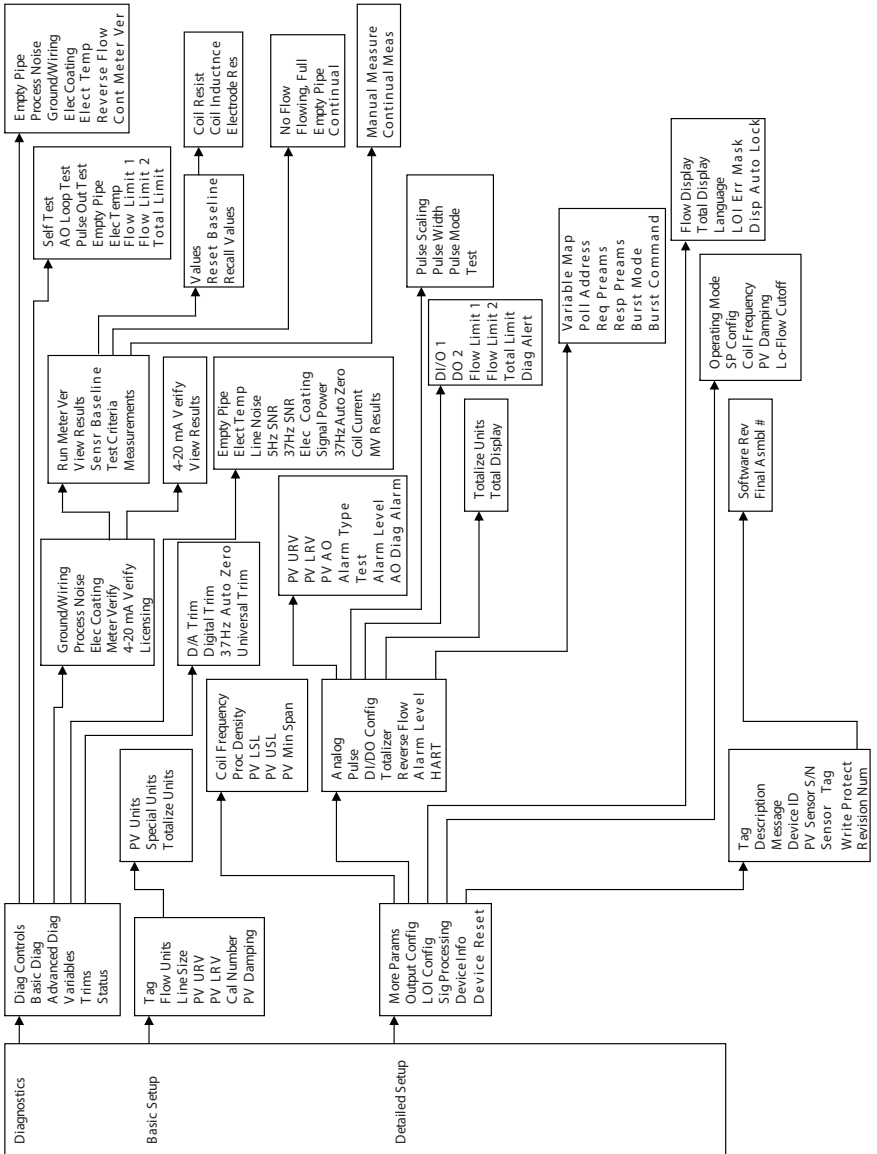 Diagnostics
Basic Setup
Detailed Setup
Diag Controls
Basic Diag
Advanced Diag
Variables
Trims
Status
Tag
Flow Units
Line Size
PV URV
PV LRV
Cal Number
PV Damping
More Params
Output Config
LOI Config
Sig Processing
Device Info
Device Reset
PV Units
Special Units
Totalize Units
Empty Pipe
Process Noise
Ground/Wiring
Elec Coating
Elect Temp
Reverse Flow
Cont Meter Ver
Self Test
AO Loop Test
Pulse Out Test
Empty Pipe
Elec Temp
Flow Limit 1
Flow Limit 2
Total Limit
Ground/Wiring
Process Noise
Elec Coating
Meter Verify
4-20 mA Verify
Licensing
Run Meter Ver
View Results
Sensr Baseline
Test Criteria
Measurements
Values
Reset Baseline
Recall Values
Coil Resist
Coil Inductnce
Electrode Res
No Flow
Flowing, Full
Empty Pipe
Continual
Manual Measure
Continual Meas
4-20 mA Verify
View Results
Empty Pipe
Elect Temp
Line Noise
5Hz SNR
37Hz SNR
Elec Coating
Signal Power
37Hz Auto Zero
Coil Current
MV Results
D/A Trim
Digital Trim
37Hz Auto Zero
Universal Trim
Coil Frequency
Proc Density
PV LSL
PV USL
PV Min Span
Analog
Pulse
DI/DO Config
Totalizer
Reverse Flow
Alarm Level
HART
PV URV
PV LRV
PV AO
Alarm Type
Test
Alarm Level
AO Diag Alarm
Pulse Scaling
Pulse Width
Pulse Mode
Test
DI/O 1
DO 2
Flow Limit 1
Flow Limit 2
Total Limit
Diag Alert
Totalize Units
Total Display
Variable Map
Poll Address
Req Preams
Resp Preams
Burst Mode
Burst Command
Flow Display
Total Display
Language
LOI Err Mask
Disp Auto Lock
Operating Mode
SP Config
Coil Frequency
PV Damping
Lo-Flow Cutoff
Tag
Description
Message
Device ID
PV Sensor S/N
Sensor Tag
Write Protect
Revision Num
Software Rev
Final Asmbl #